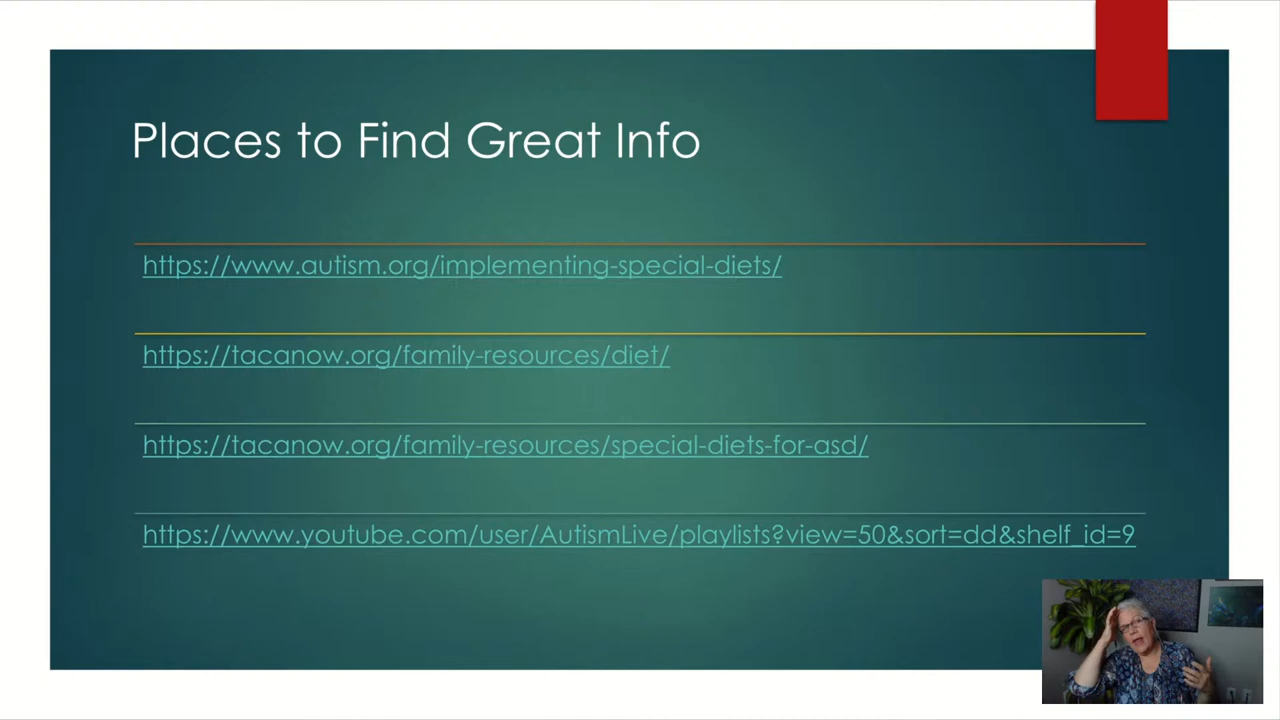 Places to Find Great Info
https://www.autism.org/implementing-special-diets/
https://tacanow.org/family-resources/diet/
https://tacanow.org/family-resources/special-diets-for-asd/
https://www.youtube.com/user/AutismLive/playlists?view=50&sort=dd&shelf_id=9